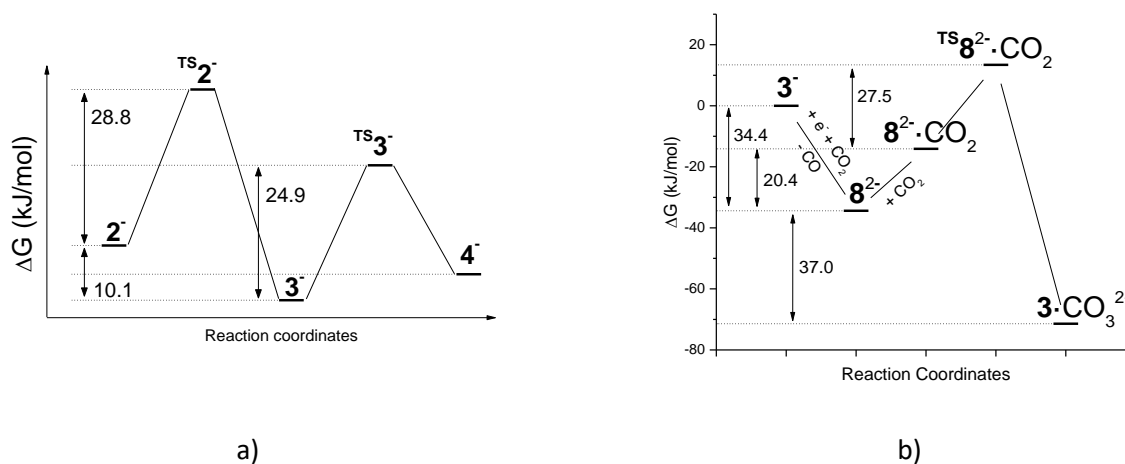 TS2-
28.8
2-
10.1
3-
24.9
TS3-
4-
ΔG (kJ/mol)
Reaction coordinates
a)
20
0
-20
-40
-60
-80
ΔG (kJ/mol)
3-
34.4
20.4
37.0
+ e- + CO2
- CO
82-
+ CO2
27.5
82-·CO2
TS82-·CO2
3·CO32
Reaction Coordinates
b)